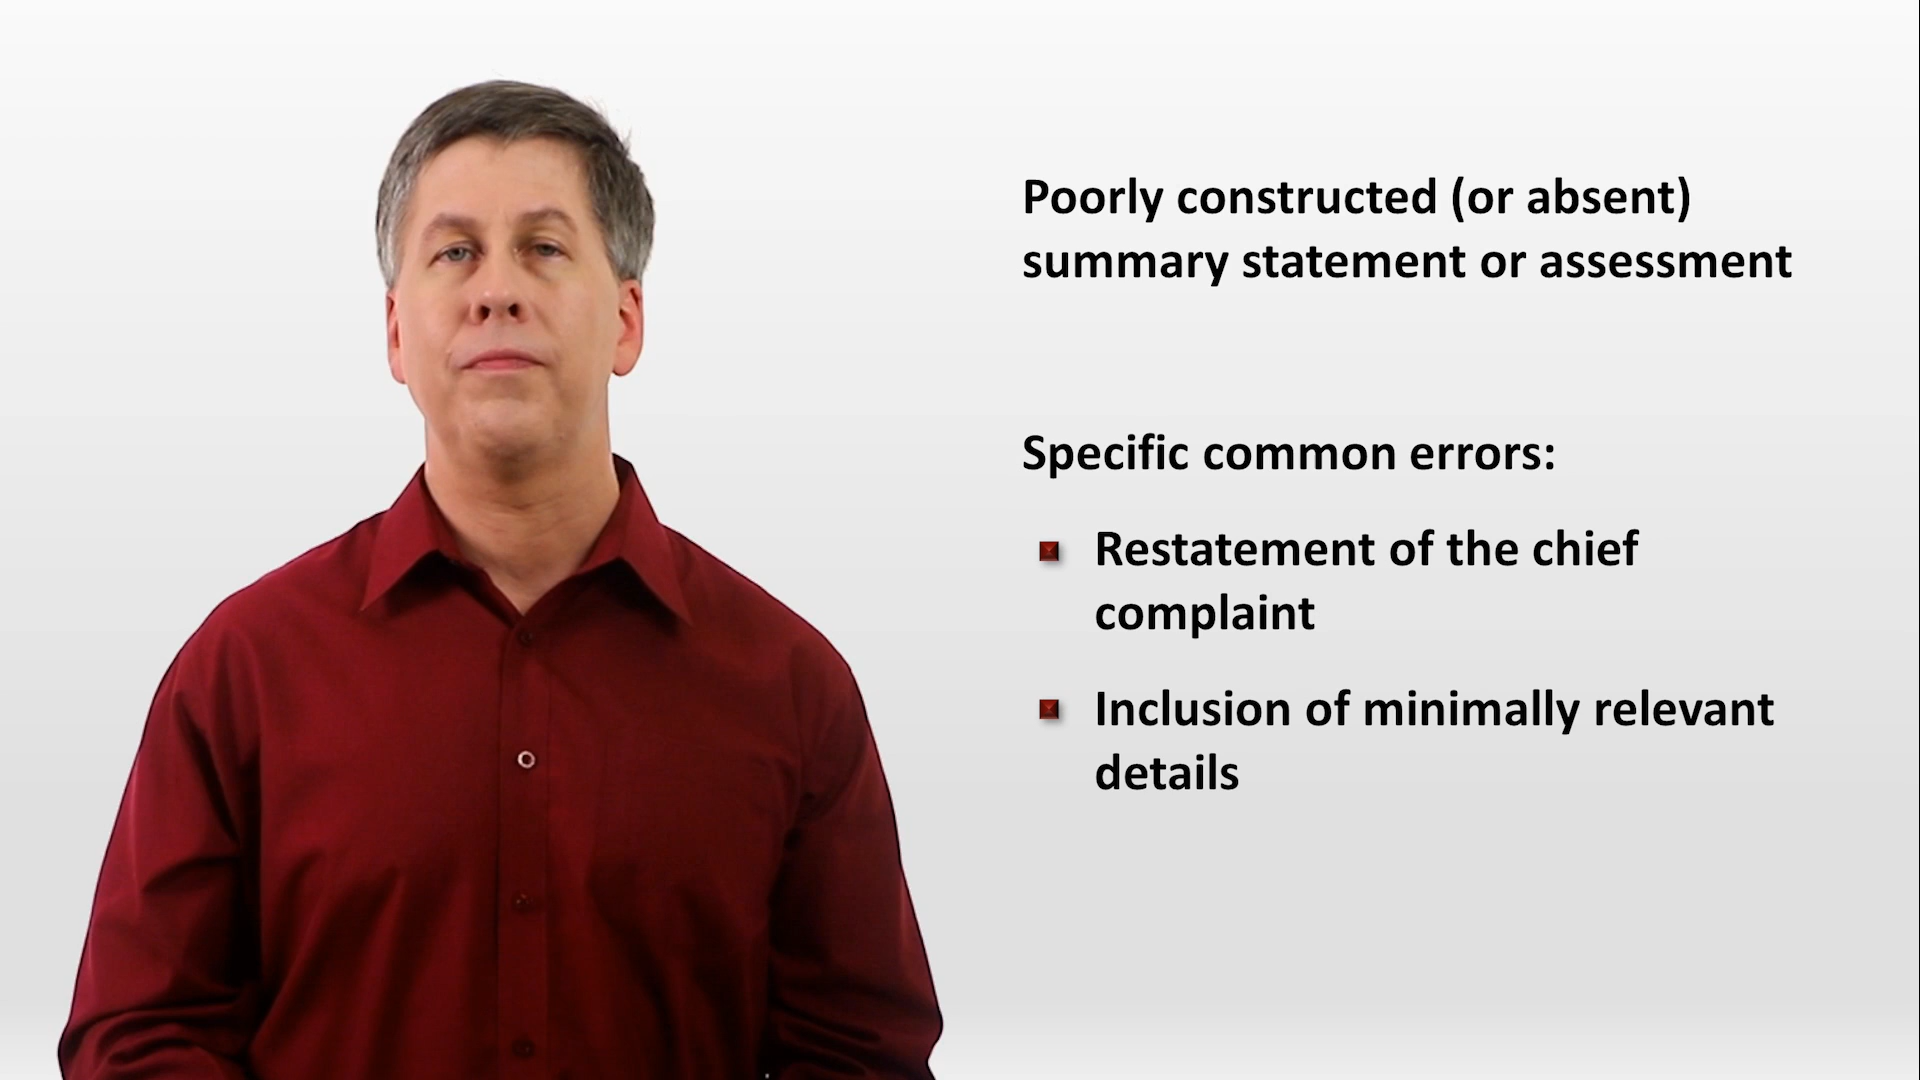 Poorly constructed (or absent)
summary statement or assessment
Specific common errors:
Restatement of the chief
complaint
Inclusion of minimally relevant
details